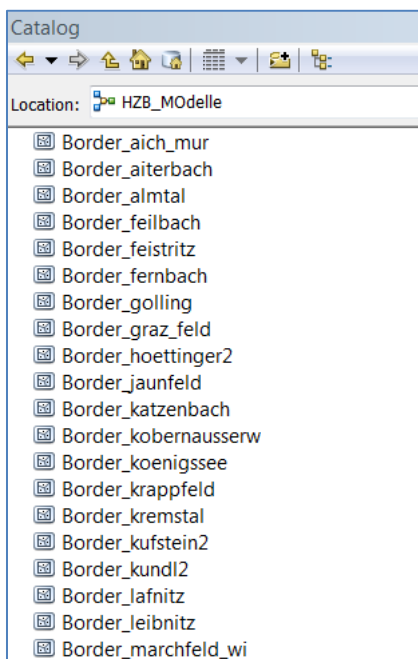 Catalog
Location: HZB_MOdelle
Border_aich_mur
Border_aiterbach
Border_almtal
Border_feilbach
Border_feistritz
Border_fernbach
Border_golling
Border_graz_feld
Border_hoettinger2
Border_jaunfeld
Border_katzenbach
Border_kobernausserw
Border_koenigssee
Border_krappfeld
Border_kremstal
Border_kufstein2
Border_kundl2
Border_lafnitz
Border_leibnitz
Border_marchfeld_wi